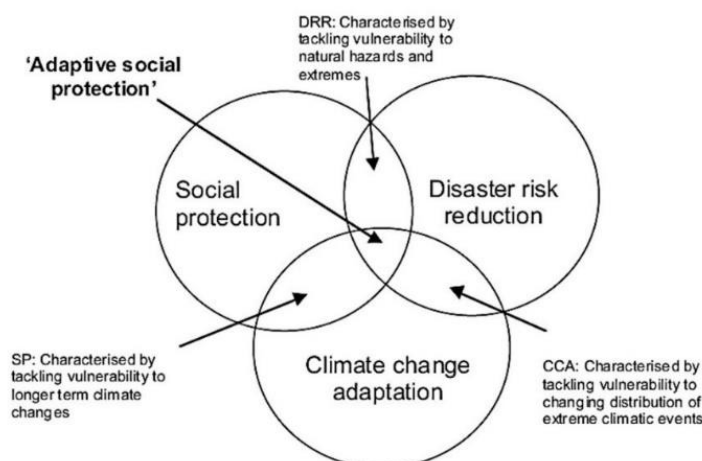 DRR: Characterised by
tackling vulnerability to
natural hazards and
extremes
‘Adaptive social
protection’
Social
protection
Disaster risk
reduction
SP: Characterised by
tackling vulnerability to
longer term climate
changes
Climate change
adaptation
CCA: Characterised by
tackling vulnerability to
changing distribution of
extreme climatic events